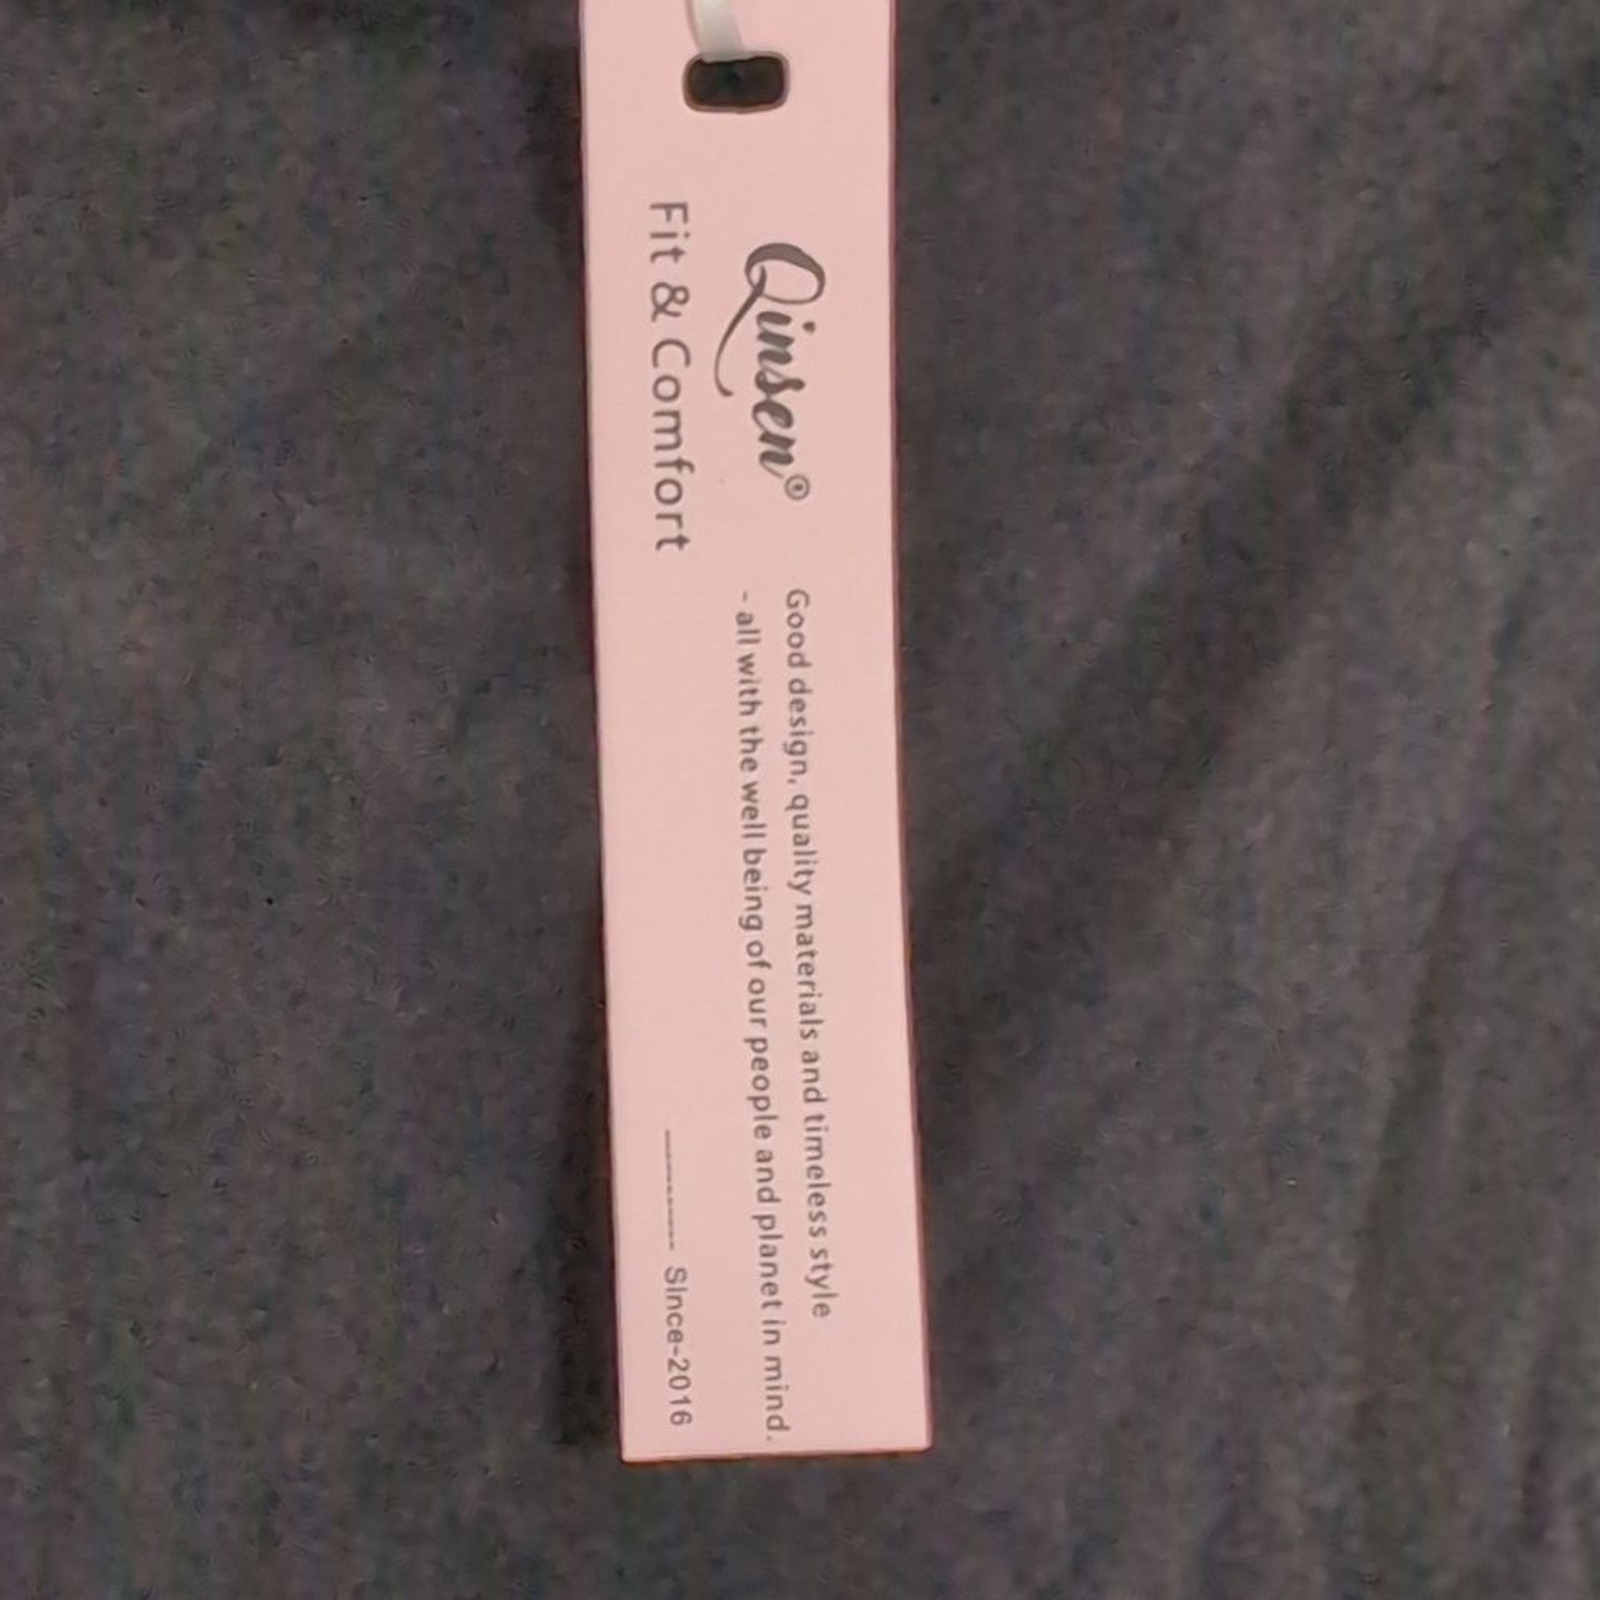 Qinsen®
Fit & Comfort
Good design, quality materials and timeless style
- all with the well being of our people and planet in mind.
-------- Since-2016